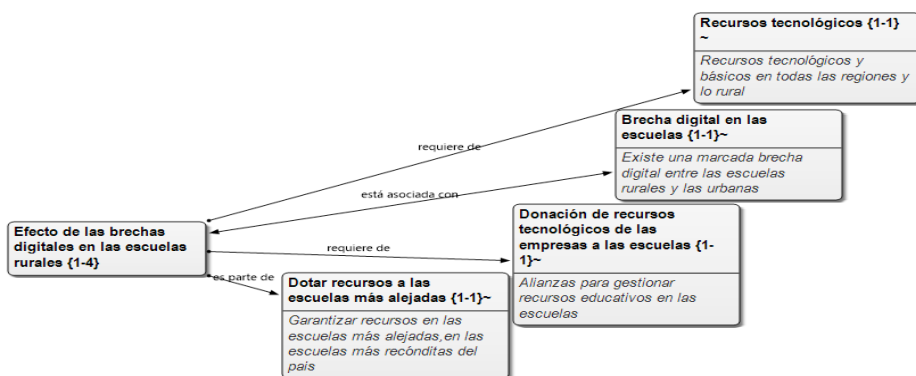 Recursos tecnológicos {1-1}
~
Recursos tecnológicos y
básicos en todas las regiones y
lo rural
requiere de
Brecha digital en las
escuelas {1-1}~
Existe una marcada brecha
digital entre las escuelas
rurales y las urbanas
está asociada con
Donación de recursos
tecnológicos de las
empresas a las escuelas {1-
1}~
Alianzas para gestionar
recursos educativos en las
escuelas
Efecto de las brechas
digitales en las escuelas
rurales {1-4}
requiere de
es parte de
Dotar recursos a las
escuelas más alejadas {1-1}~
Garantizar recursos en las
escuelas más alejadas,en las
escuelas más recónditas del
pais